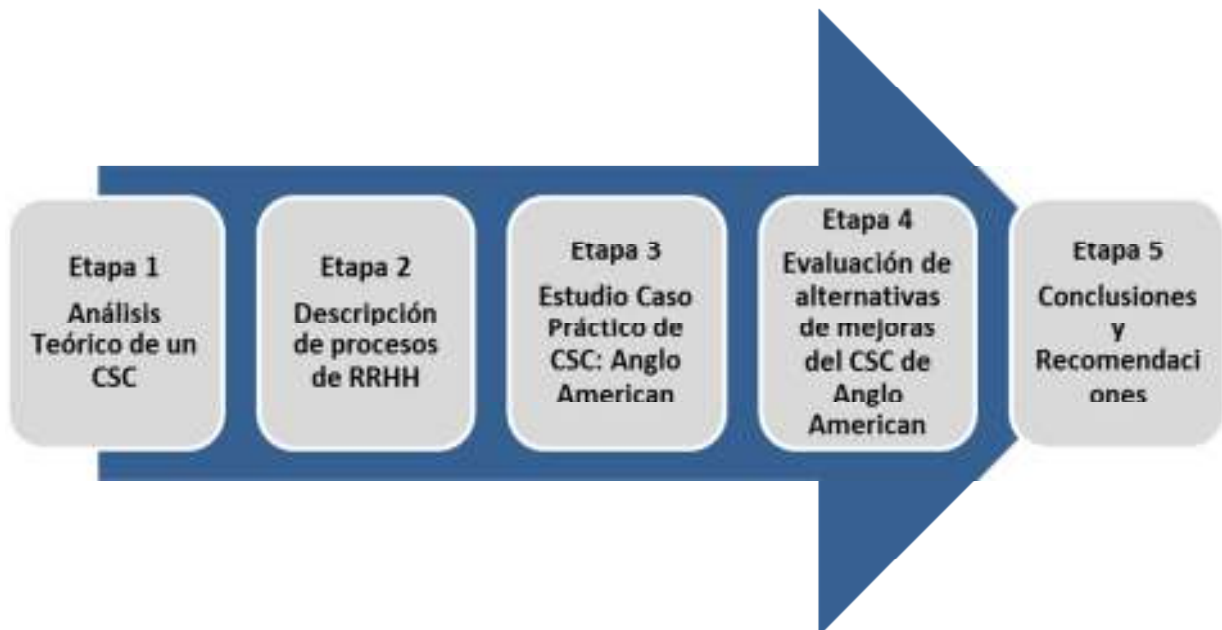 Etapa 1
Análisis
Teórico de un
CSC
Etapa 2
Descripción
de procesos
de RRHH
Etapa 3
Estudio Caso
Práctico de
CSC: Anglo
American
Etapa 4
Evaluación de
alternativas
de mejoras
del CSC de
Anglo
American
Etapa 5
Conclusiones
y
Recomendaci
ones